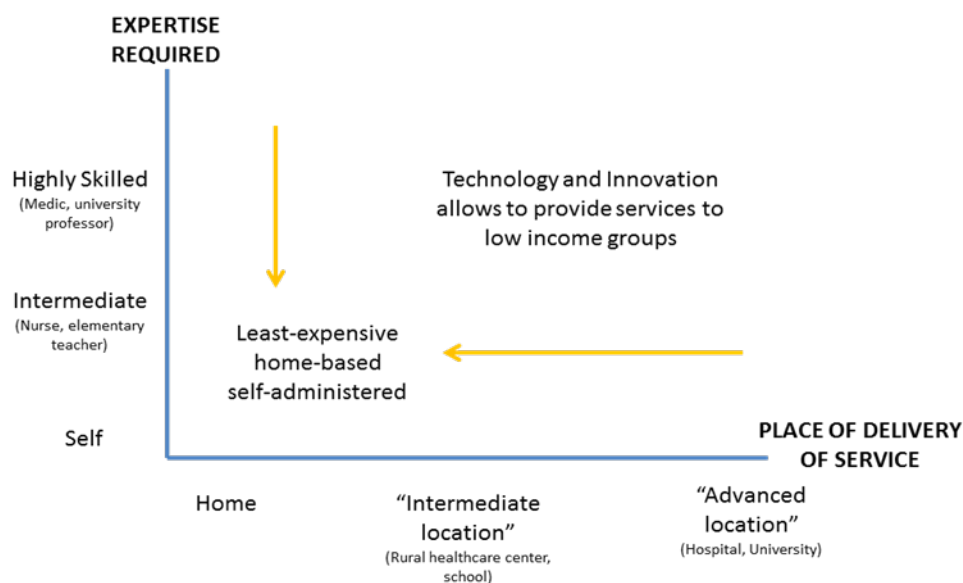 EXPERTISE
REQUIRED
Highly Skilled
(Medic, university
professor)
Technology and Innovation
allows to provide services to
low income groups
Intermediate
(Nurse, elementary
teacher)
Least-expensive
home-based
self-administered
Self
PLACE OF DELIVERY
OF SERVICE
Home
“Intermediate
location”
(Rural healthcare center,
school)
“Advanced
location”
(Hospital, University)